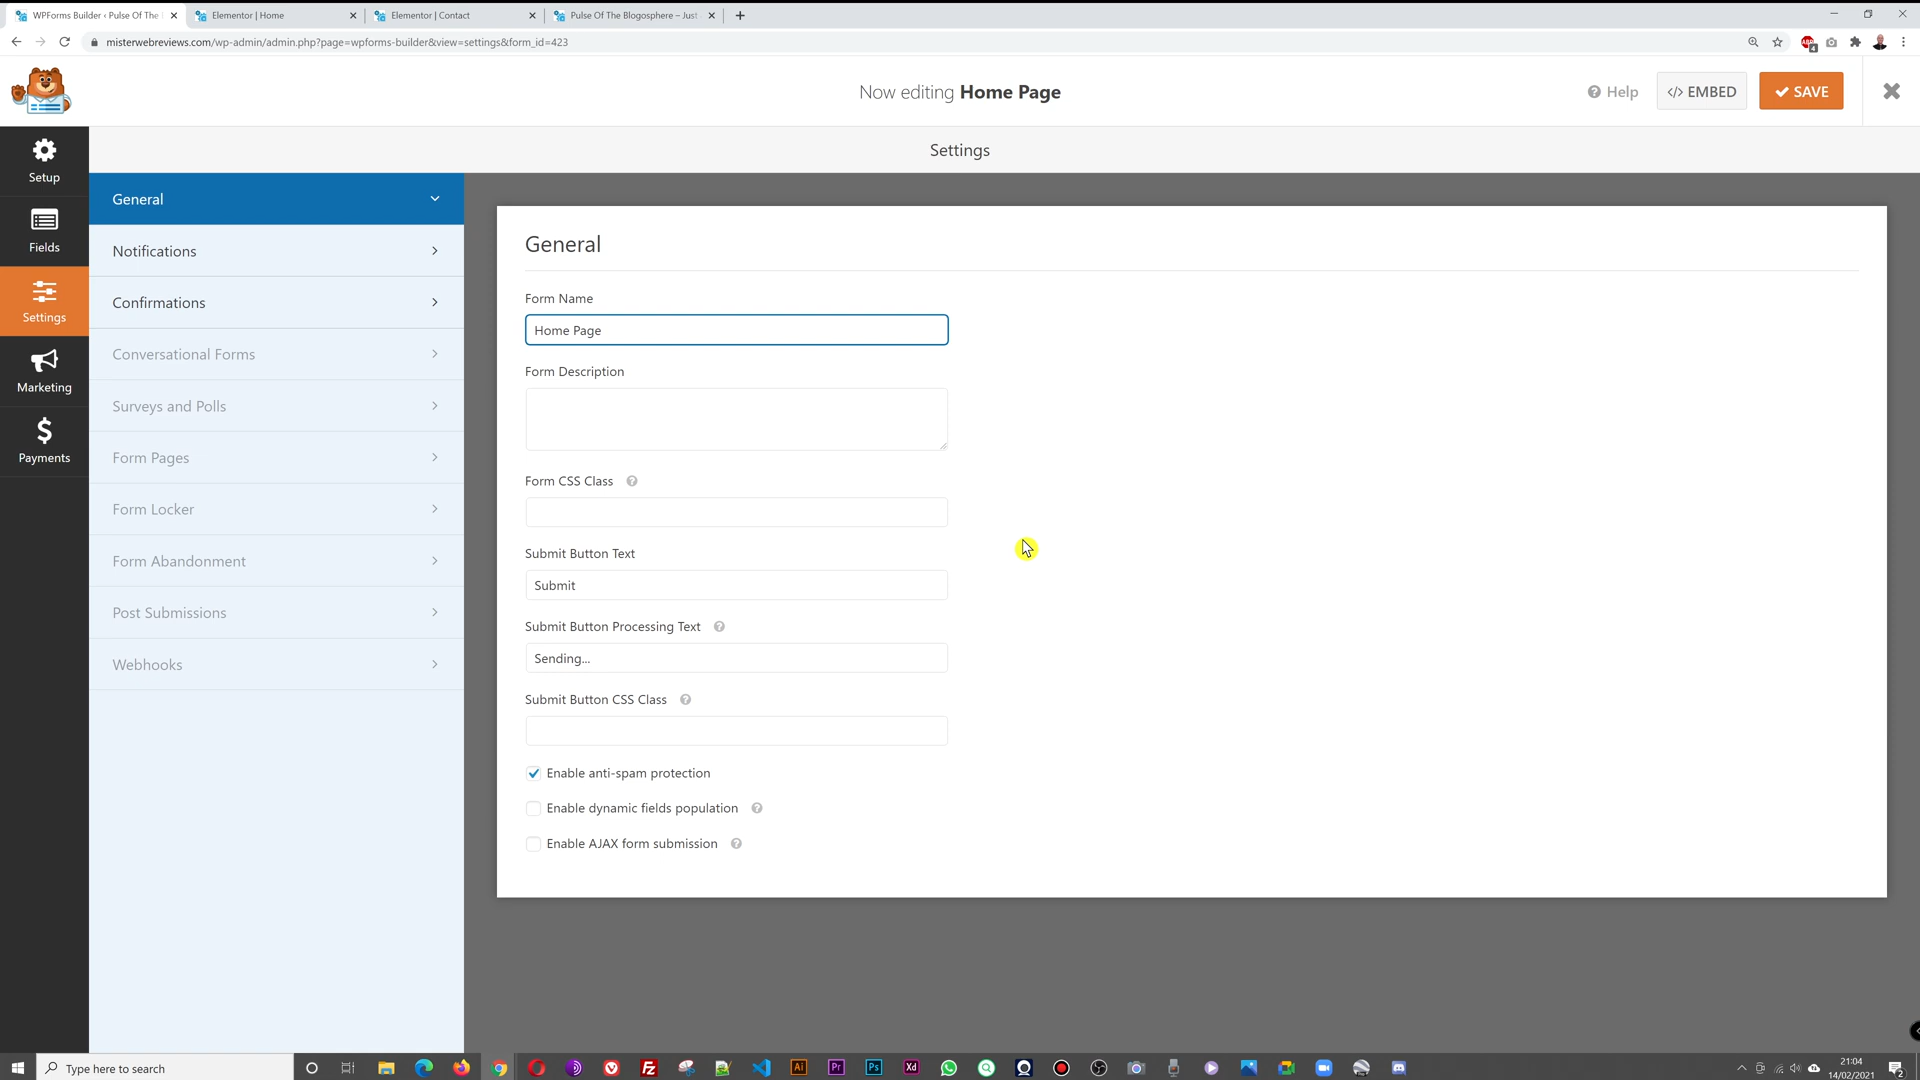 WPForms Builder ‹ Pulse Of The
Elementor | Home
Elementor | Contact
Pulse Of The Blogosphere – Just
misterwebreviews.com/wp-admin/admin.php?page=wpforms-builder&view=settings&form_id=423
Now editing Home Page
Help
</> EMBED
SAVE
Settings
Setup
Fields
Settings
Marketing
Payments
General
Notifications
Confirmations
Conversational Forms
Surveys and Polls
Form Pages
Form Locker
Form Abandonment
Post Submissions
Webhooks
General
Form Name
Home Page
Form Description
Form CSS Class
Submit Button Text
Submit
Submit Button Processing Text
Sending...
Submit Button CSS Class
Enable anti-spam protection
Enable dynamic fields population
Enable AJAX form submission
Type here to search
Ai
Pr
Ps
Xd
21:04
14/02/2021
2